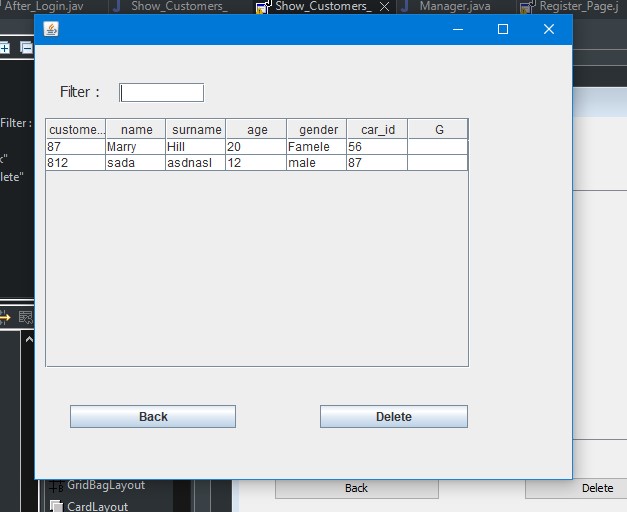 After_Login.jav Show_Customers_ Show_Customers_ Manager.java Register_Page.j
Filter :
Filter :
custome... name surname age gender car_id G
87 Marry Hill 20 Famele 56
812 sada asdnasl 12 male 87
k"
lete"
Back Delete
GridBagLayout
CardLayout
Back Delete